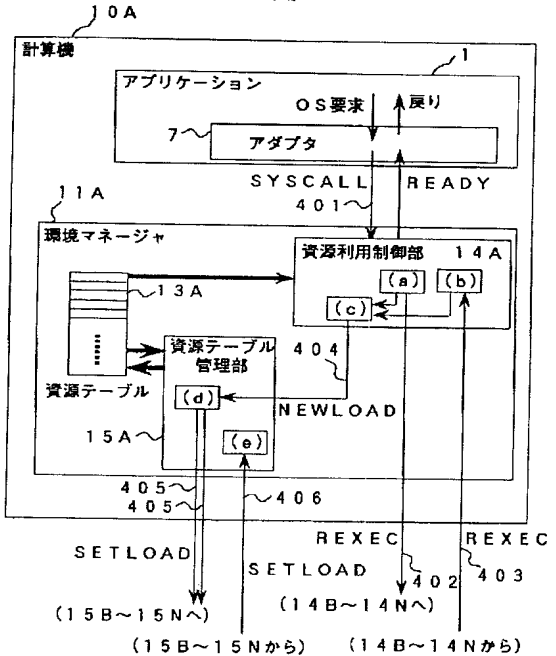 10A
計算機
1
アプリケーション
OS要求
戻り
7
アダプタ
SYSCALL
READY
401
11A
環境マネージャ
資源利用制御部
14A
13A
(a)
(b)
(c)
資源テーブル
資源テーブル
管理部
404
(d)
NEWLOAD
15A
(e)
405
405
406
SETLOAD
SETLOAD
REXEC
REXEC
402
403
(15B~15Nへ)
(14B~14Nへ)
(15B~15Nから)
(14B~14Nから)